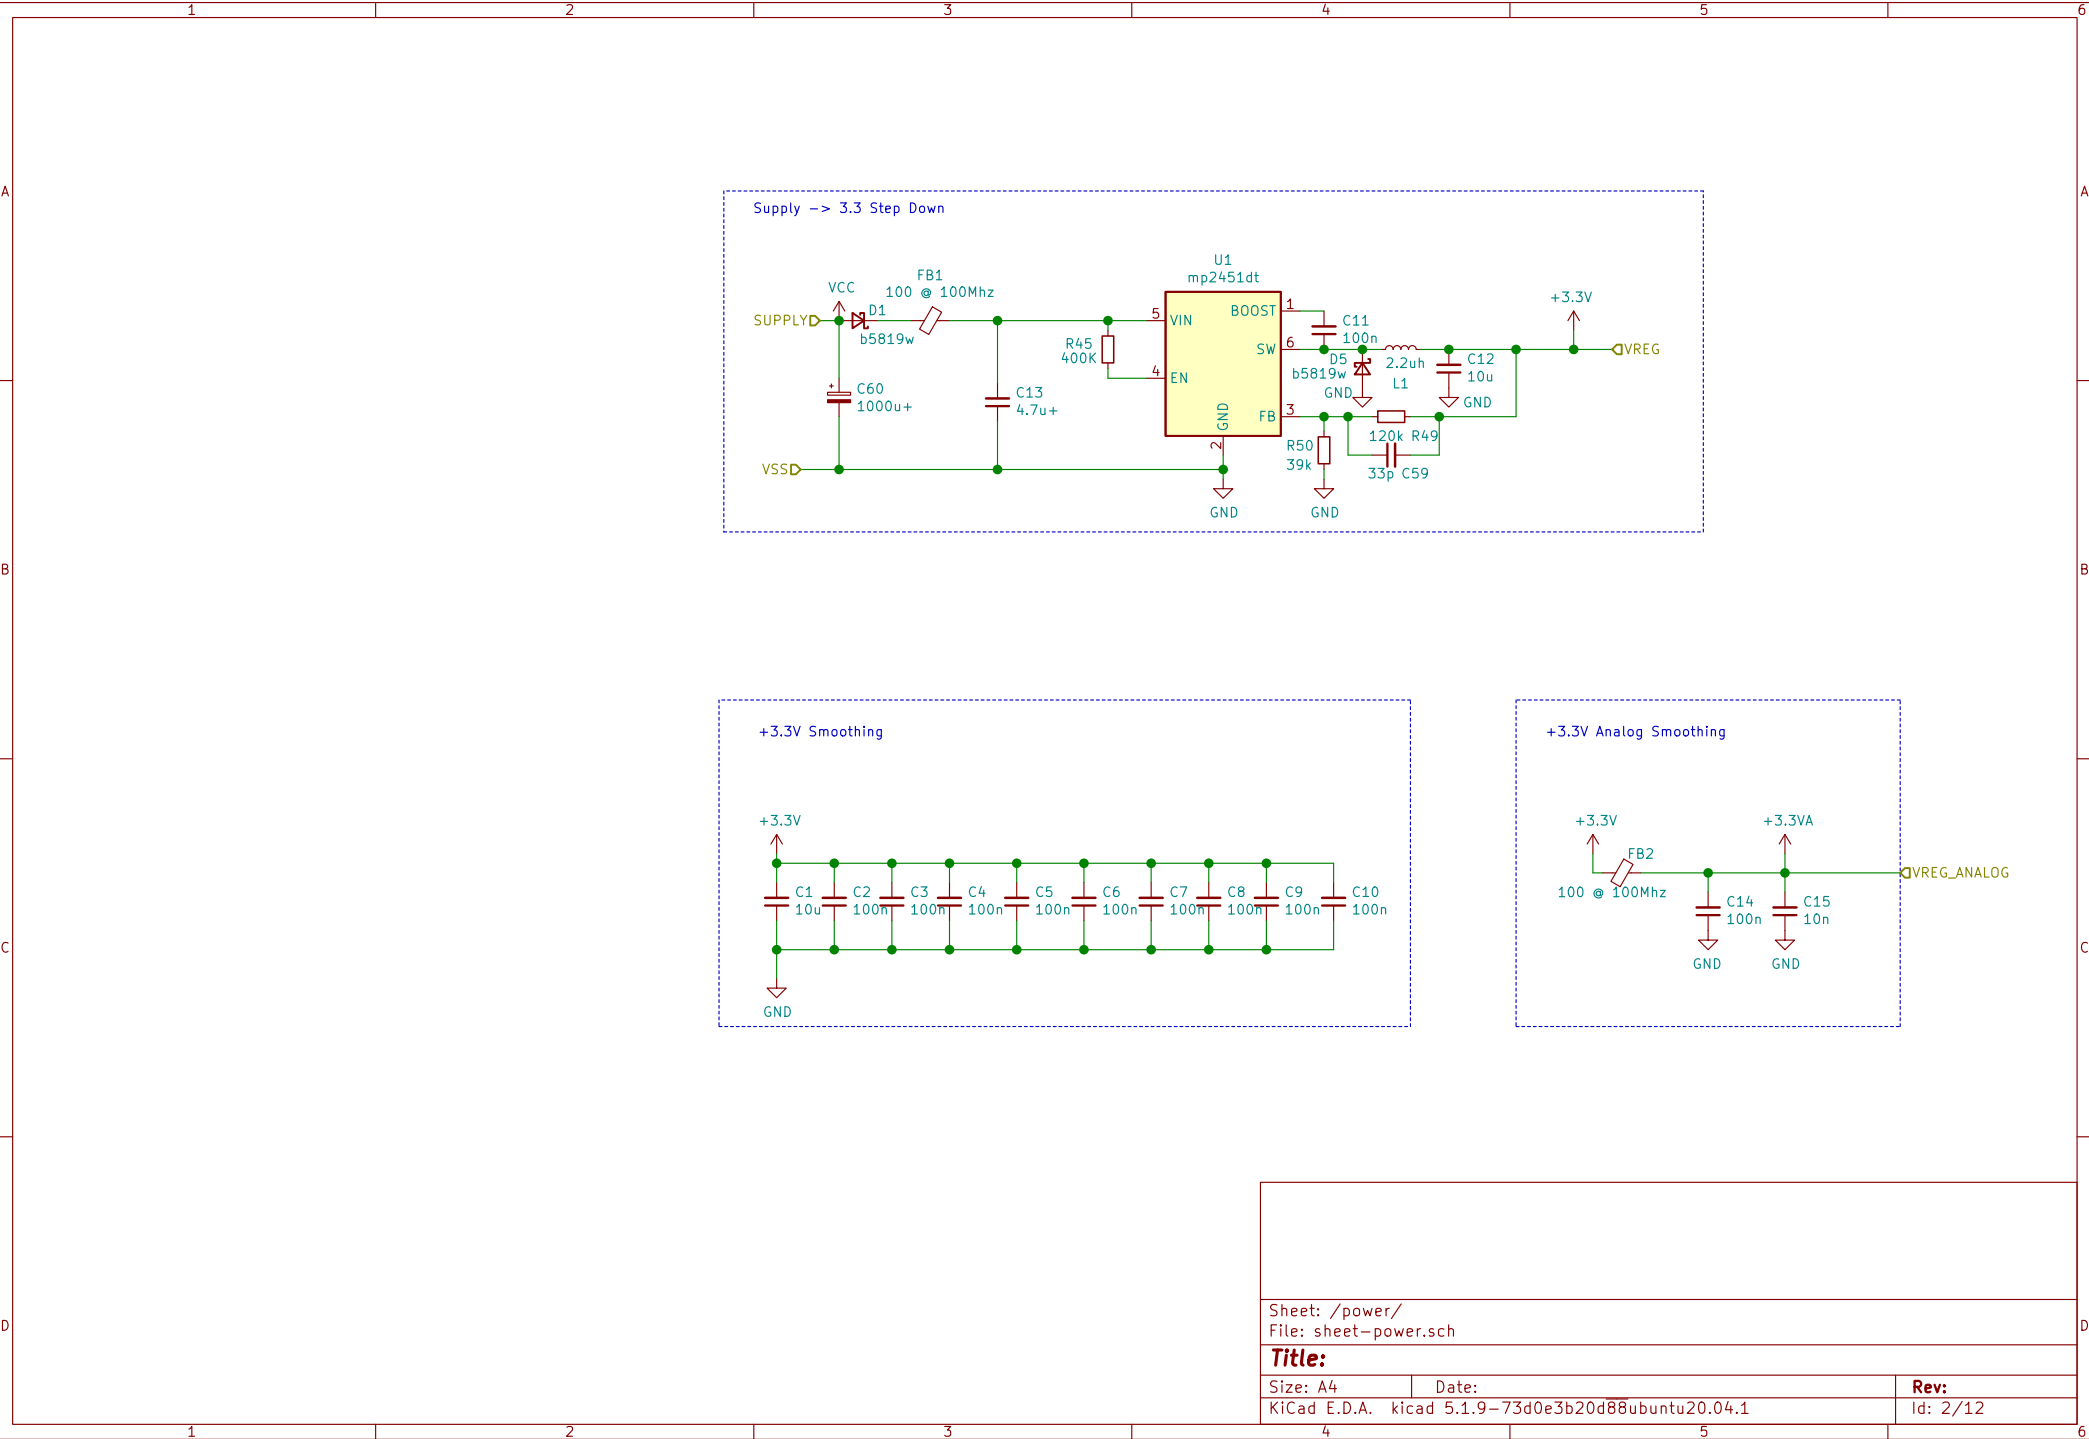 1 2 3 4 5 6
A A
Supply -> 3.3 Step Down
U1
mp2451dt
FB1
100 @ 100Mhz
VCC
+3.3V
SUPPLY
D1
b5819w
5 VIN
BOOST 1
C11
100n
R45
400K
SW 6
D5
b5819w
2.2uh
L1
C12
10u
VREG
4 EN
GND
GND
C60
1000u+
C13
4.7u+
GND
2
FB 3
120k R49
R50
39k
33p C59
VSS
GND
GND
B B
+3.3V Smoothing
+3.3V Analog Smoothing
+3.3V
+3.3V
+3.3VA
FB2
100 @ 100Mhz
VREG_ANALOG
C1
10u
C2
100n
C3
100n
C4
100n
C5
100n
C6
100n
C7
100n
C8
100n
C9
100n
C10
100n
C14
100n
C15
10n
C C
GND
GND
GND
D D
Sheet: /power/
File: sheet-power.sch
Title:
Size: A4 Date: Rev:
KiCad E.D.A. kicad 5.1.9-73d0e3b20d88ubuntu20.04.1 Id: 2/12
1 2 3 4 5 6